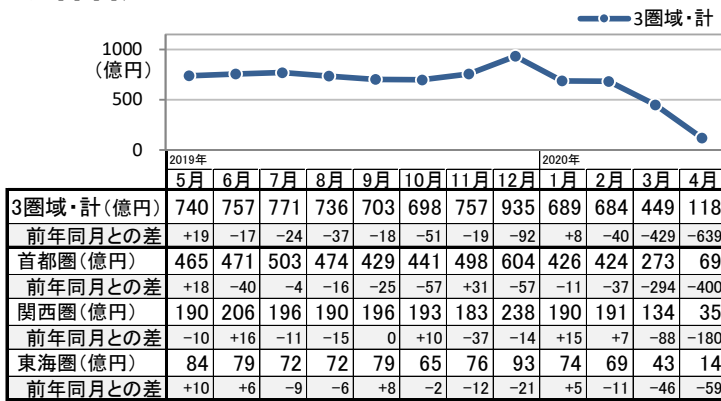 3圏域・計
1000
(億円)
500
0
2019年 2020年
5月 6月 7月 8月 9月 10月 11月 12月 1月 2月 3月 4月
3圏域・計(億円) 740 757 771 736 703 698 757 935 689 684 449 118
前年同月との差 +19 −17 −24 −37 −18 −51 −19 −92 +8 −40 −429 −639
首都圏(億円) 465 471 503 474 429 441 498 604 426 424 273 69
前年同月との差 +18 −40 −4 −16 −25 −57 +31 −57 −11 −37 −294 −400
関西圏(億円) 190 206 196 190 196 193 183 238 190 191 134 35
前年同月との差 −10 +16 −11 −15 0 +10 −37 −14 +15 +7 −88 −180
東海圏(億円) 84 79 72 72 79 65 76 93 74 69 43 14
前年同月との差 +10 +6 −9 −6 +8 −2 −12 −21 +5 −11 −46 −59